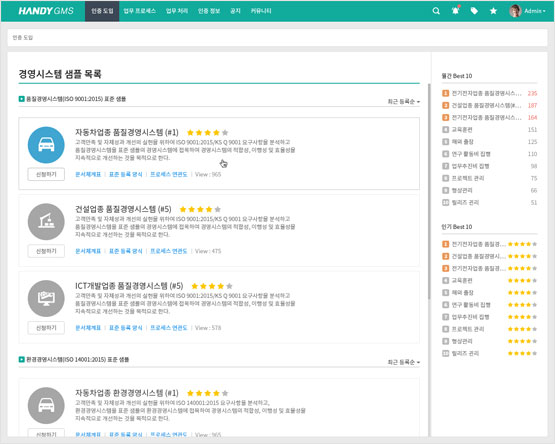 HANDY GMS
인증 도입
업무 프로세스
업무 처리
인증 정보
공지
커뮤니티
Admin
인증 도입
경영시스템 샘플 목록
품질경영시스템(ISO 9001:2015) 표준 샘플
최근 등록순
자동차업종 품질경영시스템 (#1)
고객만족 및 자체성과 개선의 실현을 위하여 ISO 9001:2015/KS Q 9001 요구사항을 분석하고
품질경영시스템을 표준 샘플의 경영시스템에 접목하여 경영시스템의 적합성, 이행성 및 효율성을
지속적으로 개선하는 것을 목적으로 한다.
신청하기
문서체계표 | 표준 등록 양식 | 프로세스 연관도 | View : 965
건설업종 품질경영시스템 (#5)
고객만족 및 자체성과 개선의 실현을 위하여 ISO 9001:2015/KS Q 9001 요구사항을 분석하고
품질경영시스템을 표준 샘플의 경영시스템에 접목하여 경영시스템의 적합성, 이행성 및 효율성을
지속적으로 개선하는 것을 목적으로 한다.
신청하기
문서체계표 | 표준 등록 양식 | 프로세스 연관도 | View : 475
ICT개발업종 품질경영시스템 (#5)
고객만족 및 자체성과 개선의 실현을 위하여 ISO 9001:2015/KS Q 9001 요구사항을 분석하고
품질경영시스템을 표준 샘플의 경영시스템에 접목하여 경영시스템의 적합성, 이행성 및 효율성을
지속적으로 개선하는 것을 목적으로 한다.
신청하기
문서체계표 | 표준 등록 양식 | 프로세스 연관도 | View : 578
환경경영시스템(ISO 14001:2015) 표준 샘플
최근 등록순
자동차업종 환경경영시스템 (#1)
고객만족 및 자체성과 개선의 실현을 위하여 ISO 14000:2015 요구사항을 분석하고,
환경경영시스템을 표준 샘플의 환경경영시스템에 접목하여 경영시스템의 적합성, 이행성 및 효율성을
지속적으로 개선하는 것을 목적으로 한다.
신청하기
문서체계표 | 표준 등록 양식 | 프로세스 연관도 | View : 965
월간 Best 10
1 전기전자업종 품질경영시스... 235
2 건설업종 품질경영시스템(#... 187
3 전기전자업종 품질경영시스... 164
4 교육훈련 151
5 해외 출장 125
6 연구 활동비 집행 110
7 업무추진비 집행 98
8 프로젝트 관리 75
9 형상관리 66
10 릴리즈 관리 51
인기 Best 10
1 전기전자업종 품질경...
2 건설업종 품질경영시...
3 전기전자업종 품질경...
4 교육훈련
5 해외 출장
6 연구 활동비 집행
7 업무추진비 집행
8 프로젝트 관리
9 형상관리
10 릴리즈 관리